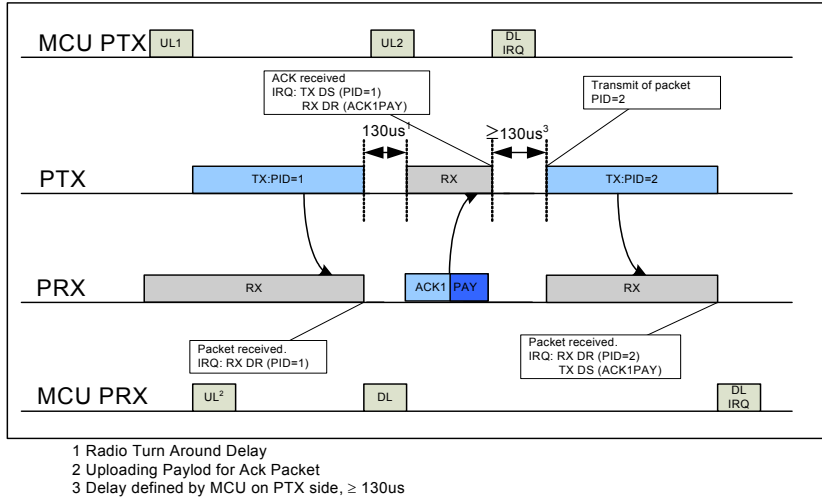 MCU PTX
UL1
UL2
DL
IRQ
ACK received
IRQ: TX DS (PID=1)
RX DR (ACK1PAY)
Transmit of packet
PID=2
130us1
≥130us3
PTX
TX:PID=1
RX
TX:PID=2
PRX
RX
ACK1
PAY
RX
Packet received.
IRQ: RX DR (PID=1)
Packet received.
IRQ: RX DR (PID=2)
TX DS (ACK1PAY)
MCU PRX
UL2
DL
DL
IRQ
1 Radio Turn Around Delay
2 Uploading Paylod for Ack Packet
3 Delay defined by MCU on PTX side, ≥ 130us